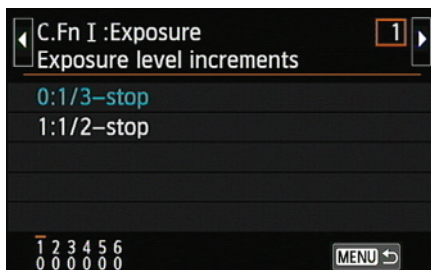 C.Fn I :Exposure 1
Exposure level increments
0:1/3-stop
1:1/2-stop
1 2 3 4 5 6
0 0 0 0 0 0
MENU